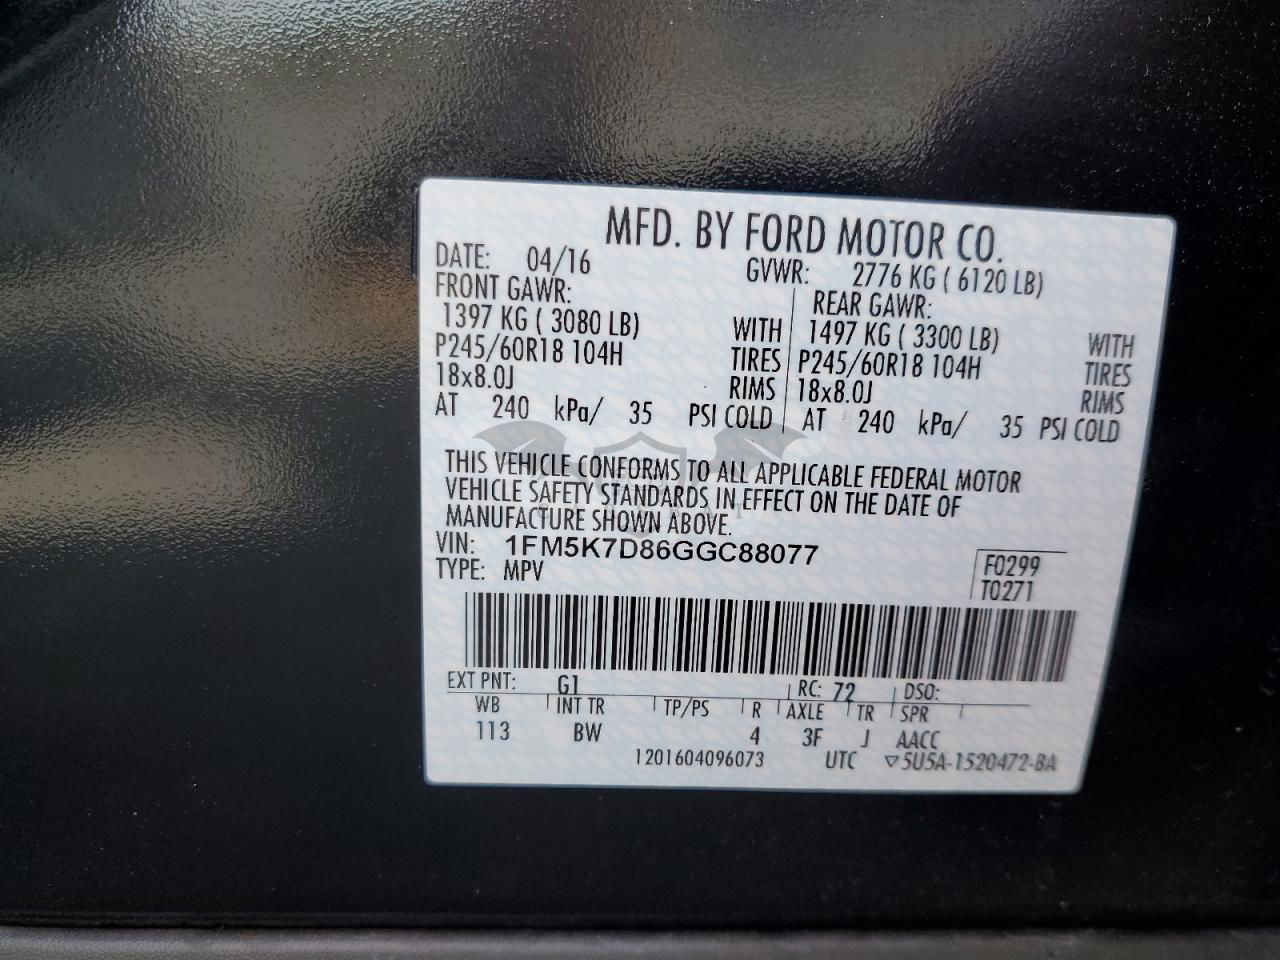 MFD. BY FORD MOTOR CO.
DATE: 04/16 GVWR: 2776 KG ( 6120 LB)
FRONT GAWR: REAR GAWR:
1397 KG ( 3080 LB) WITH 1497 KG ( 3300 LB) WITH
P245/60R18 104H TIRES P245/60R18 104H TIRES
18x8.0J RIMS 18x8.0J RIMS
AT 240 kPa/ 35 PSI COLD AT 240 kPa/ 35 PSI COLD
THIS VEHICLE CONFORMS TO ALL APPLICABLE FEDERAL MOTOR
VEHICLE SAFETY STANDARDS IN EFFECT ON THE DATE OF
MANUFACTURE SHOWN ABOVE.
VIN: 1FM5K7D86GGC88077 F0299
TYPE: MPV T0271
EXT PNT: G1 RC: 72 DSO:
WB INT TR TP/PS R AXLE TR SPR
113 BW 4 3F J AACC
1201604096073 UTC ▽5U5A-1520472-BA